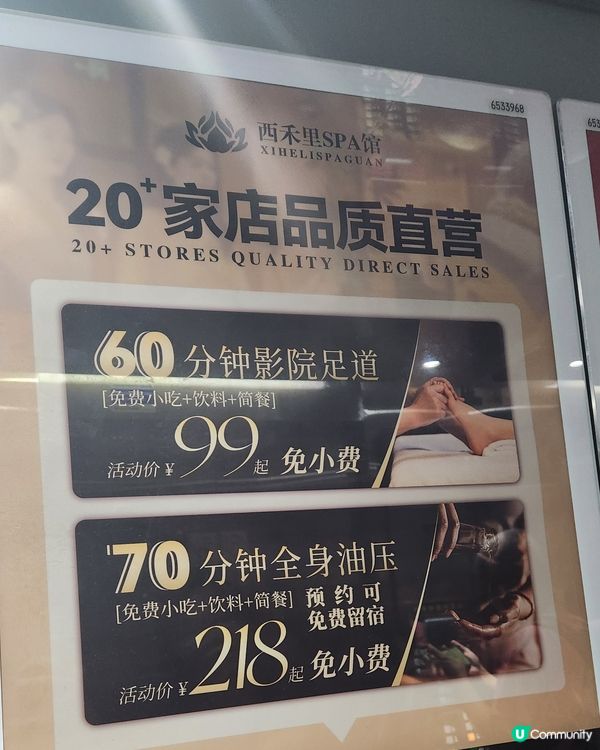 6533968
653
西禾里SPA馆
XIHELISPAGUAN
20+家店品质直营
20+ STORES QUALITY DIRECT SALES
60分钟影院足道
[免费小吃+饮料+简餐]
活动价¥99起 免小费
70分钟全身油压
[免费小吃+饮料+简餐] 预约可
免费留宿
活动价¥218起 免小费
U Community